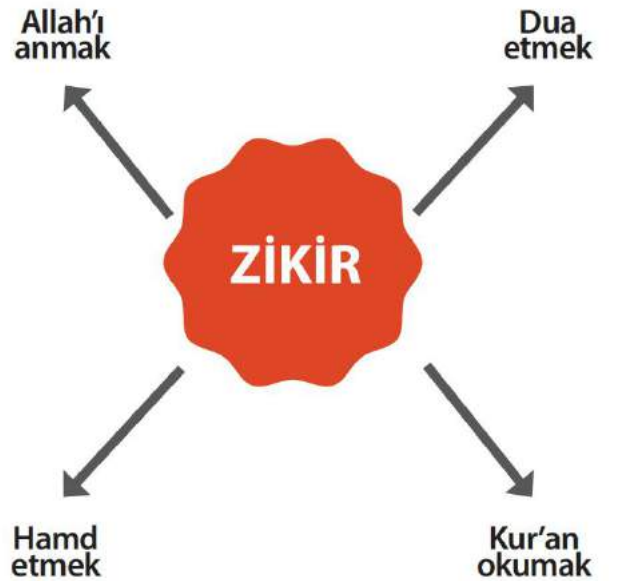 Allah’ı
anmak
Dua
etmek
ZİKİR
Hamd
etmek
Kur’an
okumak